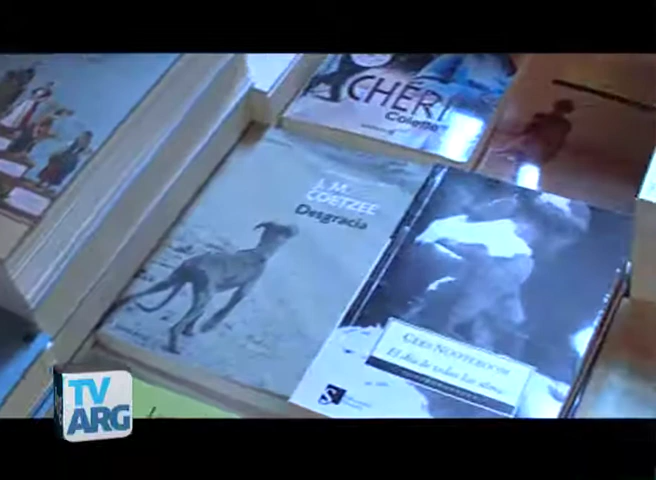 CHÉRI
Colette
J. M.
COETZEE
Desgracia
CEES NOOTEBOOM
El día de todas las almas
TV
ARG